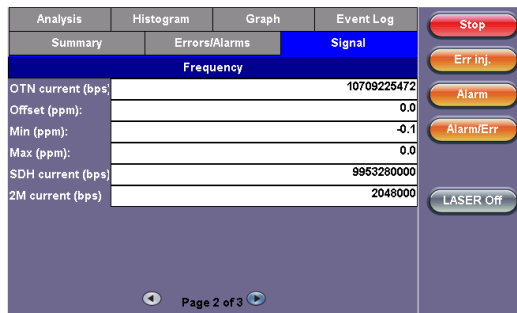 Analysis Histogram Graph Event Log
Summary Errors/Alarms Signal
Frequency
OTN current (bps) 10709225472
Offset (ppm): 0.0
Min (ppm): -0.1
Max (ppm): 0.0
SDH current (bps) 9953280000
2M current (bps) 2048000
Page 2 of 3
Stop
Err inj.
Alarm
Alarm/Err
LASER Off